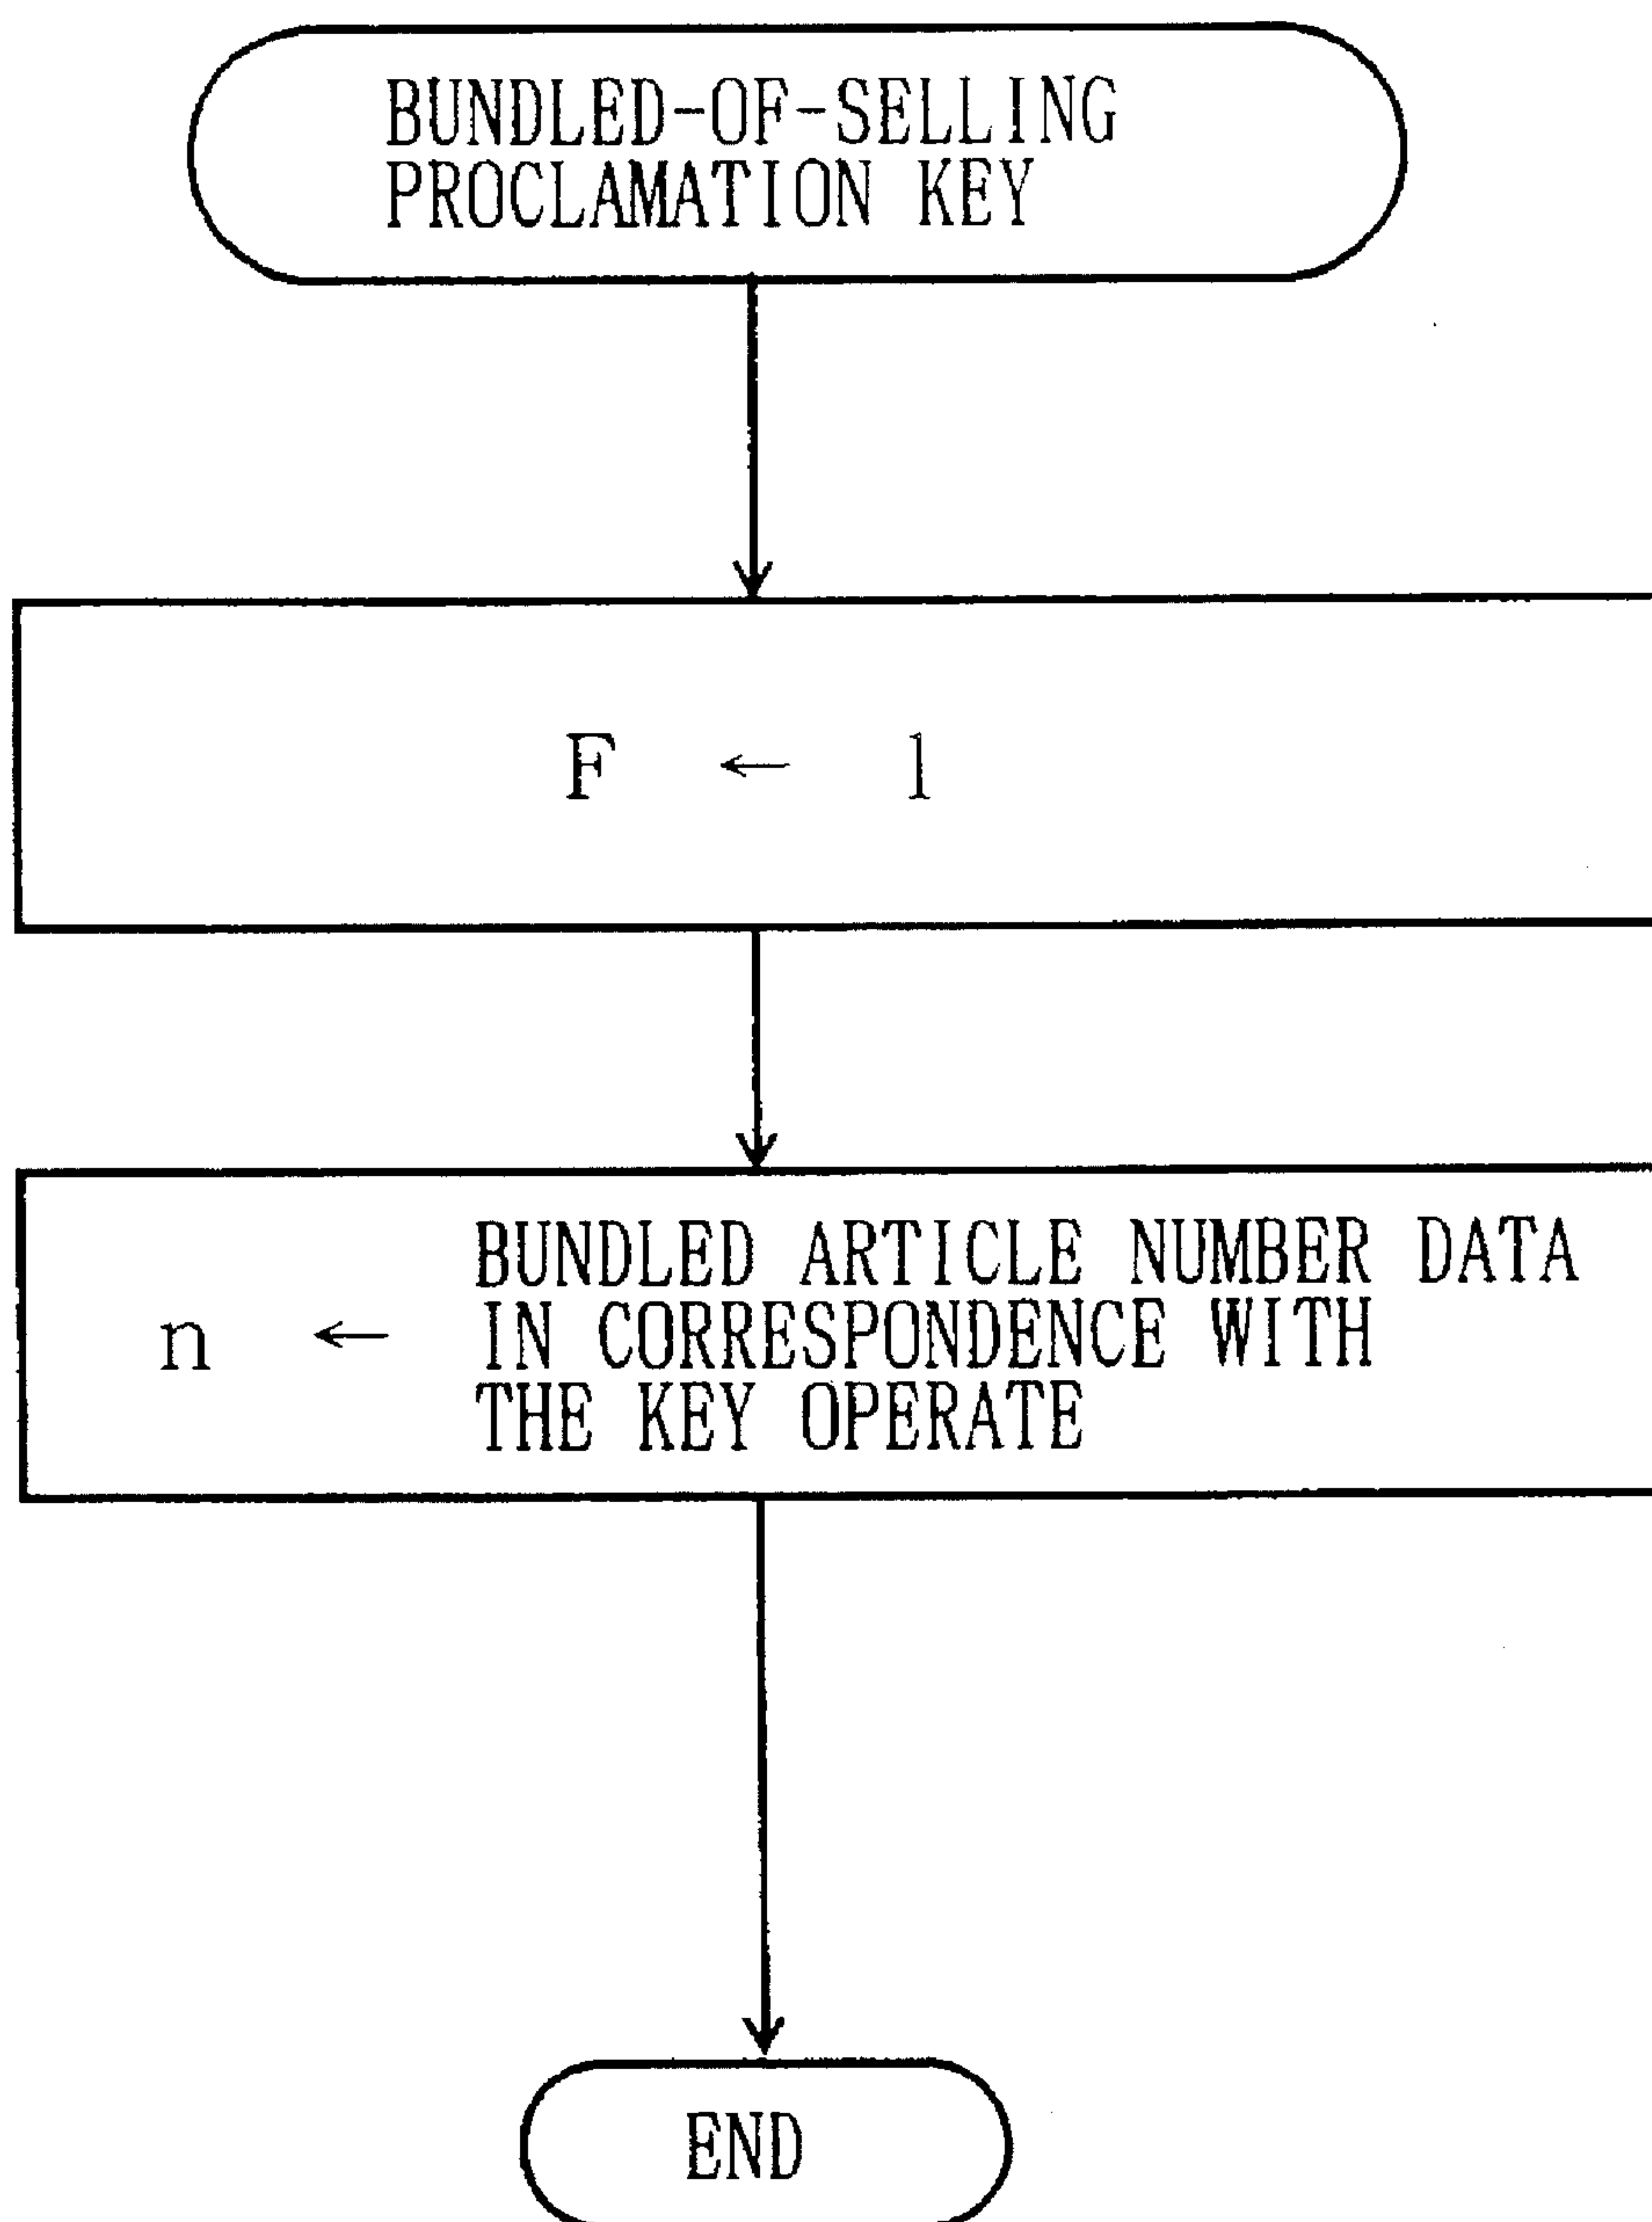 BUNDLED-OF-SELLING
PROCLAMATION KEY
F ← 1
BUNDLED ARTICLE NUMBER DATA
n ← IN CORRESPONDENCE WITH
THE KEY OPERATE
END